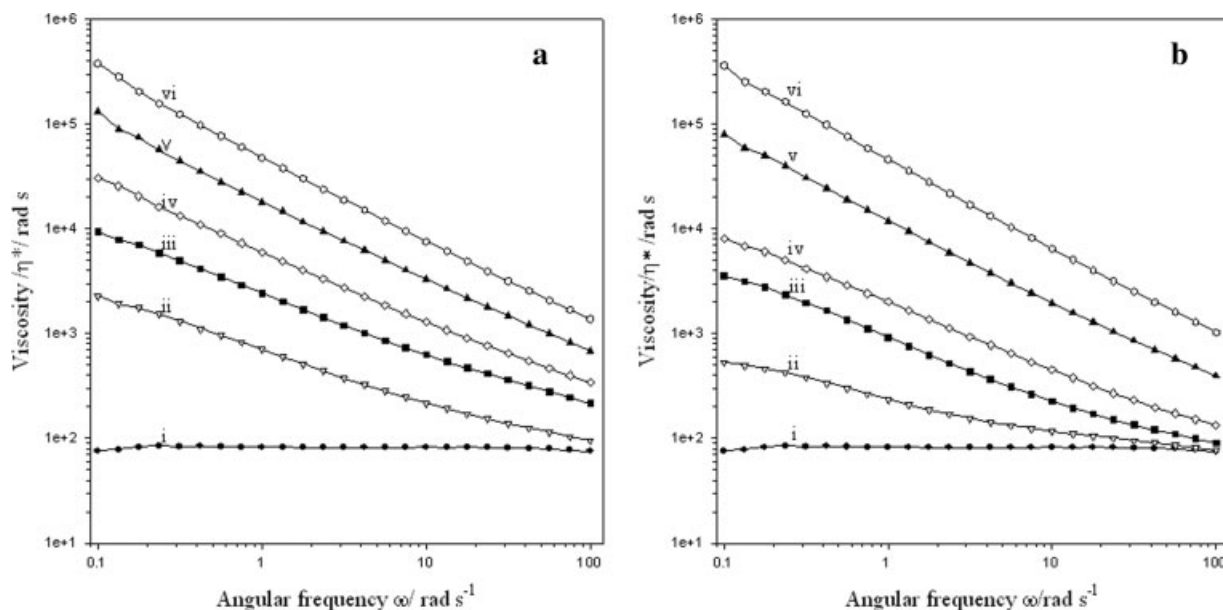 a
1e+6
1e+5
1e+4
1e+3
1e+2
1e+1
Viscosity /η*/ rad s
vi
v
iv
iii
ii
i
0.1 1 10 100
Angular frequency ω/ rad s⁻¹
b
1e+6
1e+5
1e+4
1e+3
1e+2
1e+1
Viscosity/η* /rad s
vi
v
iv
iii
ii
i
0.1 1 10 100
Angular frequency ω/rad s⁻¹